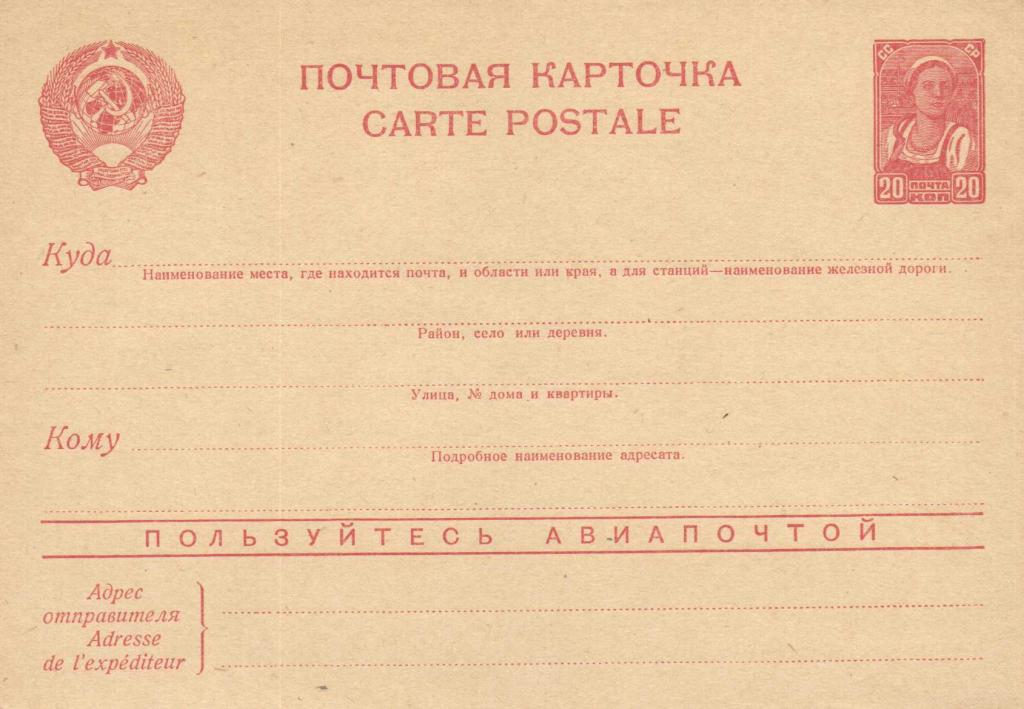 ПОЧТОВАЯ КАРТОЧКА
CARTE POSTALE
СС СР
20 ПОЧТА 20
КОП
Куда
Наименование места, где находится почта, и области или края, а для станций—наименование железной дороги.
Район, село или деревня.
Улица, № дома и квартиры.
Кому
Подробное наименование адресата.
ПОЛЬЗУЙТЕСЬ АВИАПОЧТОЙ
Адрес
отправителя
Adresse
de l'expéditeur